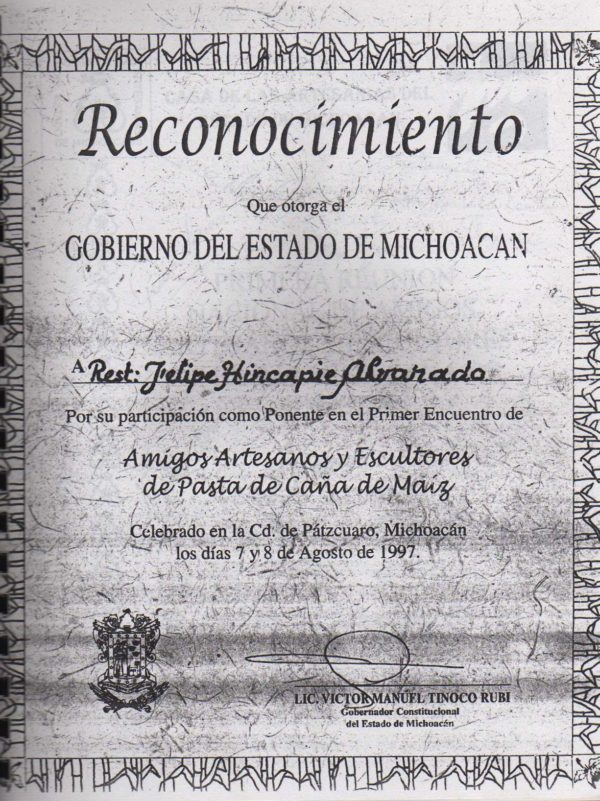 Reconocimiento
Que otorga el
GOBIERNO DEL ESTADO DE MICHOACAN
A Rest: Felipe Hincapie Alvarado
Por su participación como Ponente en el Primer Encuentro de
Amigos Artesanos y Escultores
de Pasta de Caña de Maíz
Celebrado en la Cd. de Pátzcuaro, Michoacán
los días 7 y 8 de Agosto de 1997.
LIC. VICTOR MANUEL TINOCO RUBI
Gobernador Constitucional
del Estado de Michoacán